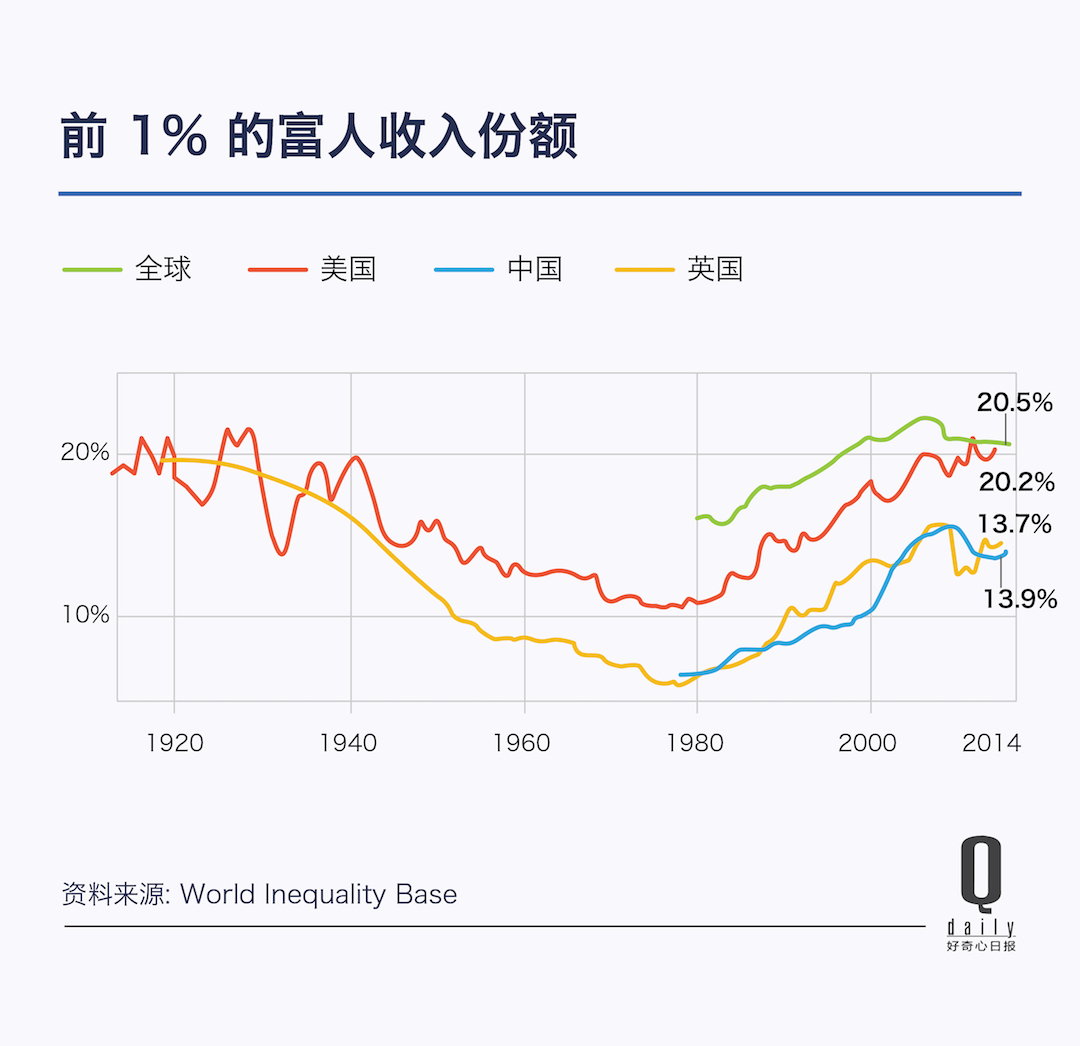 前 1% 的富人收入份额
全球 美国 中国 英国
20.5%
20%
20.2%
13.7%
13.9%
10%
1920 1940 1960 1980 2000 2014
资料来源: World Inequality Base
Q
daily
好奇心日报